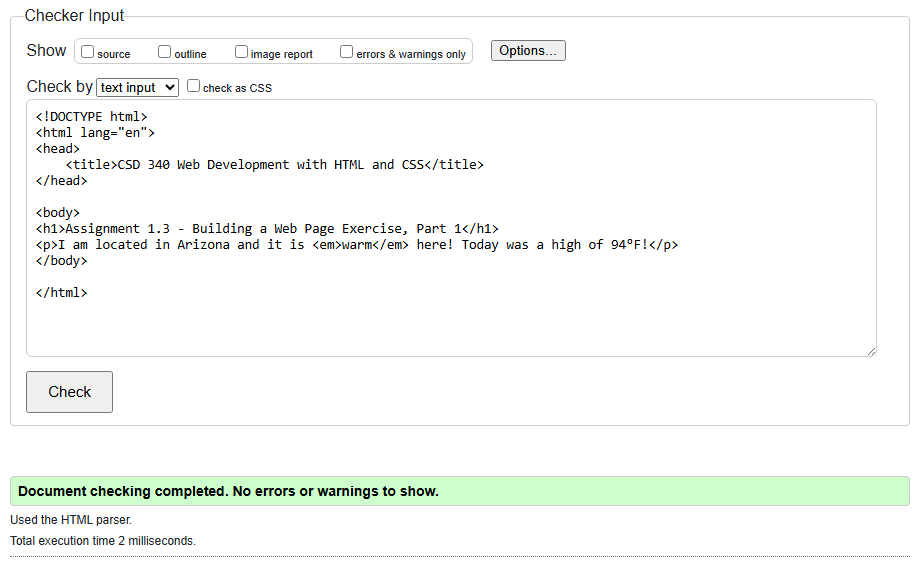 Checker Input
Show source outline image report errors & warnings only Options...
Check by text input check as CSS
<!DOCTYPE html>
<html lang="en">
<head>
    <title>CSD 340 Web Development with HTML and CSS</title>
</head>
<body>
<h1>Assignment 1.3 - Building a Web Page Exercise, Part 1</h1>
<p>I am located in Arizona and it is <em>warm</em> here! Today was a high of 94°F!</p>
</body>
</html>
Check
Document checking completed. No errors or warnings to show.
Used the HTML parser.
Total execution time 2 milliseconds.